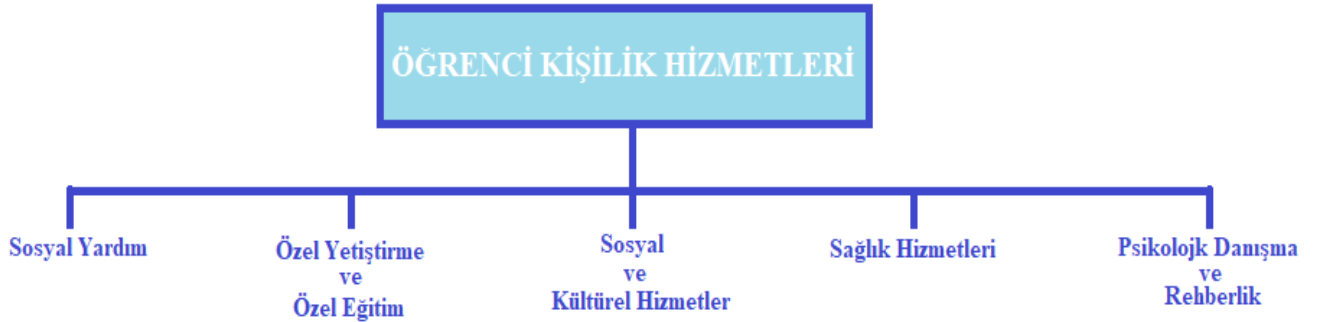 ÖĞRENCİ KİŞİLİK HİZMETLERİ
Sosyal Yardım
Özel Yetiştirme
ve
Özel Eğitim
Sosyal
ve
Kültürel Hizmetler
Sağlık Hizmetleri
Psikolojk Danışma
ve
Rehberlik